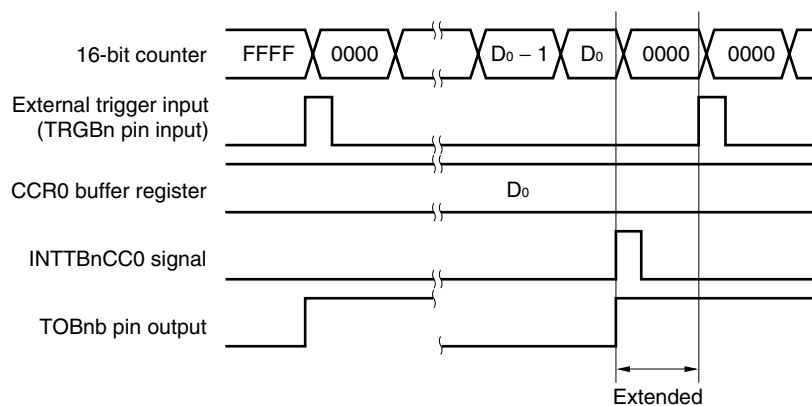 16-bit counter FFFF 0000 D0 − 1 D0 0000 0000
External trigger input
(TRGBn pin input)
CCR0 buffer register D0
INTTBnCC0 signal
TOBnb pin output
Extended